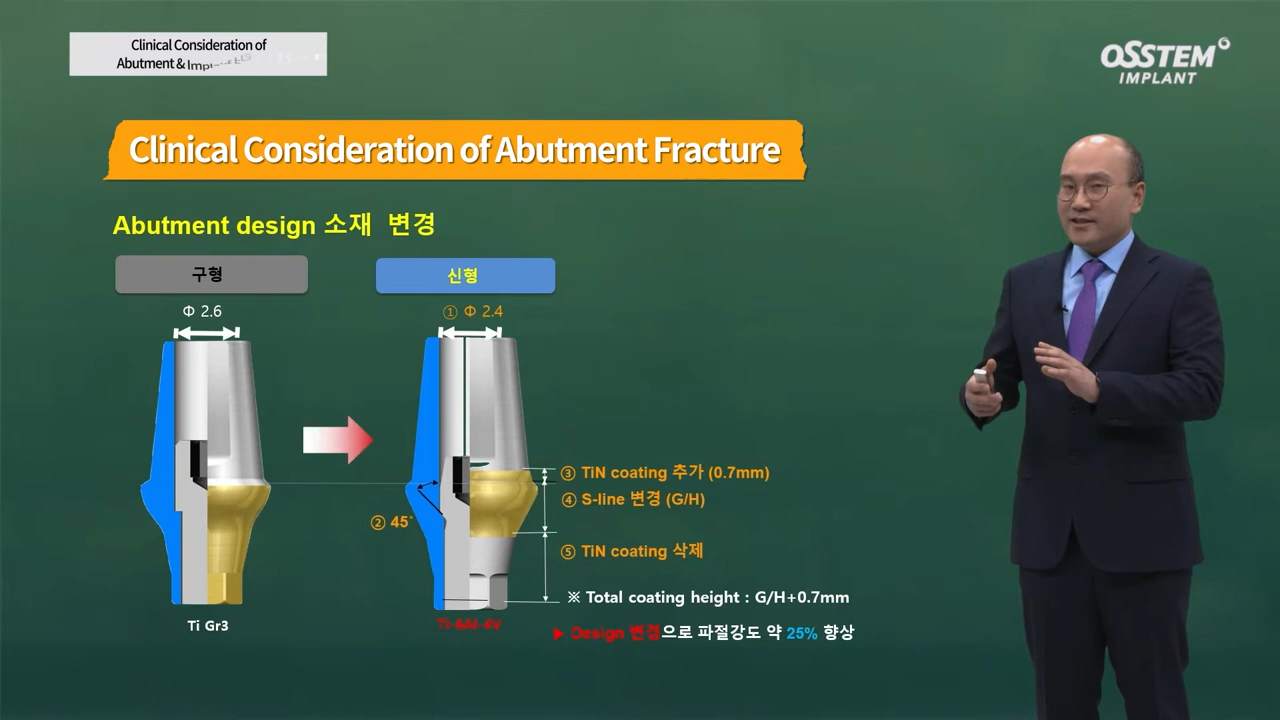 Clinical Consideration of
Abutment &
OSSTEM
IMPLANT
Clinical Consideration of Abutment Fracture
Abutment design 소재 변경
구형
신형
Φ 2.6
① Φ 2.4
③ TiN coating 추가 (0.7mm)
④ S-line 변경 (G/H)
② 45°
⑤ TiN coating 삭제
※ Total coating height : G/H+0.7mm
Ti Gr3
Ti-6Al-4V
▶ Design 변경으로 파절강도 약 25% 향상